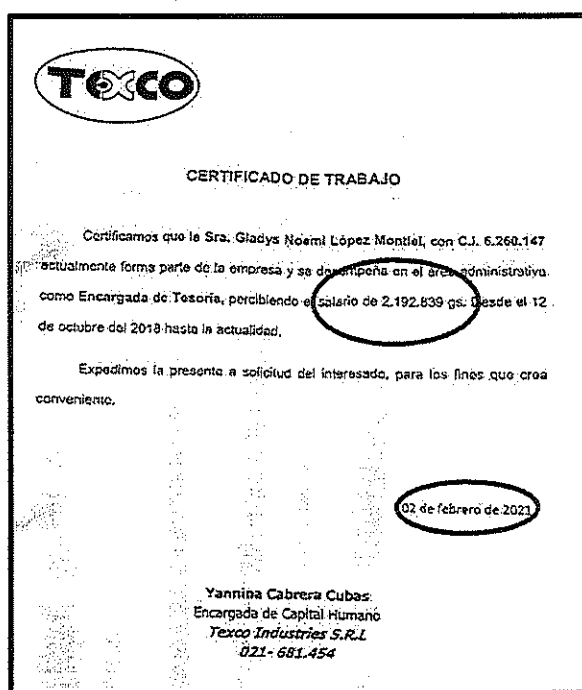 TEXCO
CERTIFICADO DE TRABAJO
Certificamos que la Sra. Gladys Noemí López Montiel, con C.I. 6.260.147
actualmente forma parte de la empresa y se desempeña en el área administrativa
como Encargada de Tesoría, percibiendo el salario de 2.192.839 gs. Desde el 12
de octubre del 2018 hasta la actualidad.
Expedimos la presente a solicitud del interesado, para los fines que crea
conveniente.
02 de febrero de 2021
Yannina Cabrera Cubas
Encargada de Capital Humano
Texco Industries S.R.L
021- 681.454